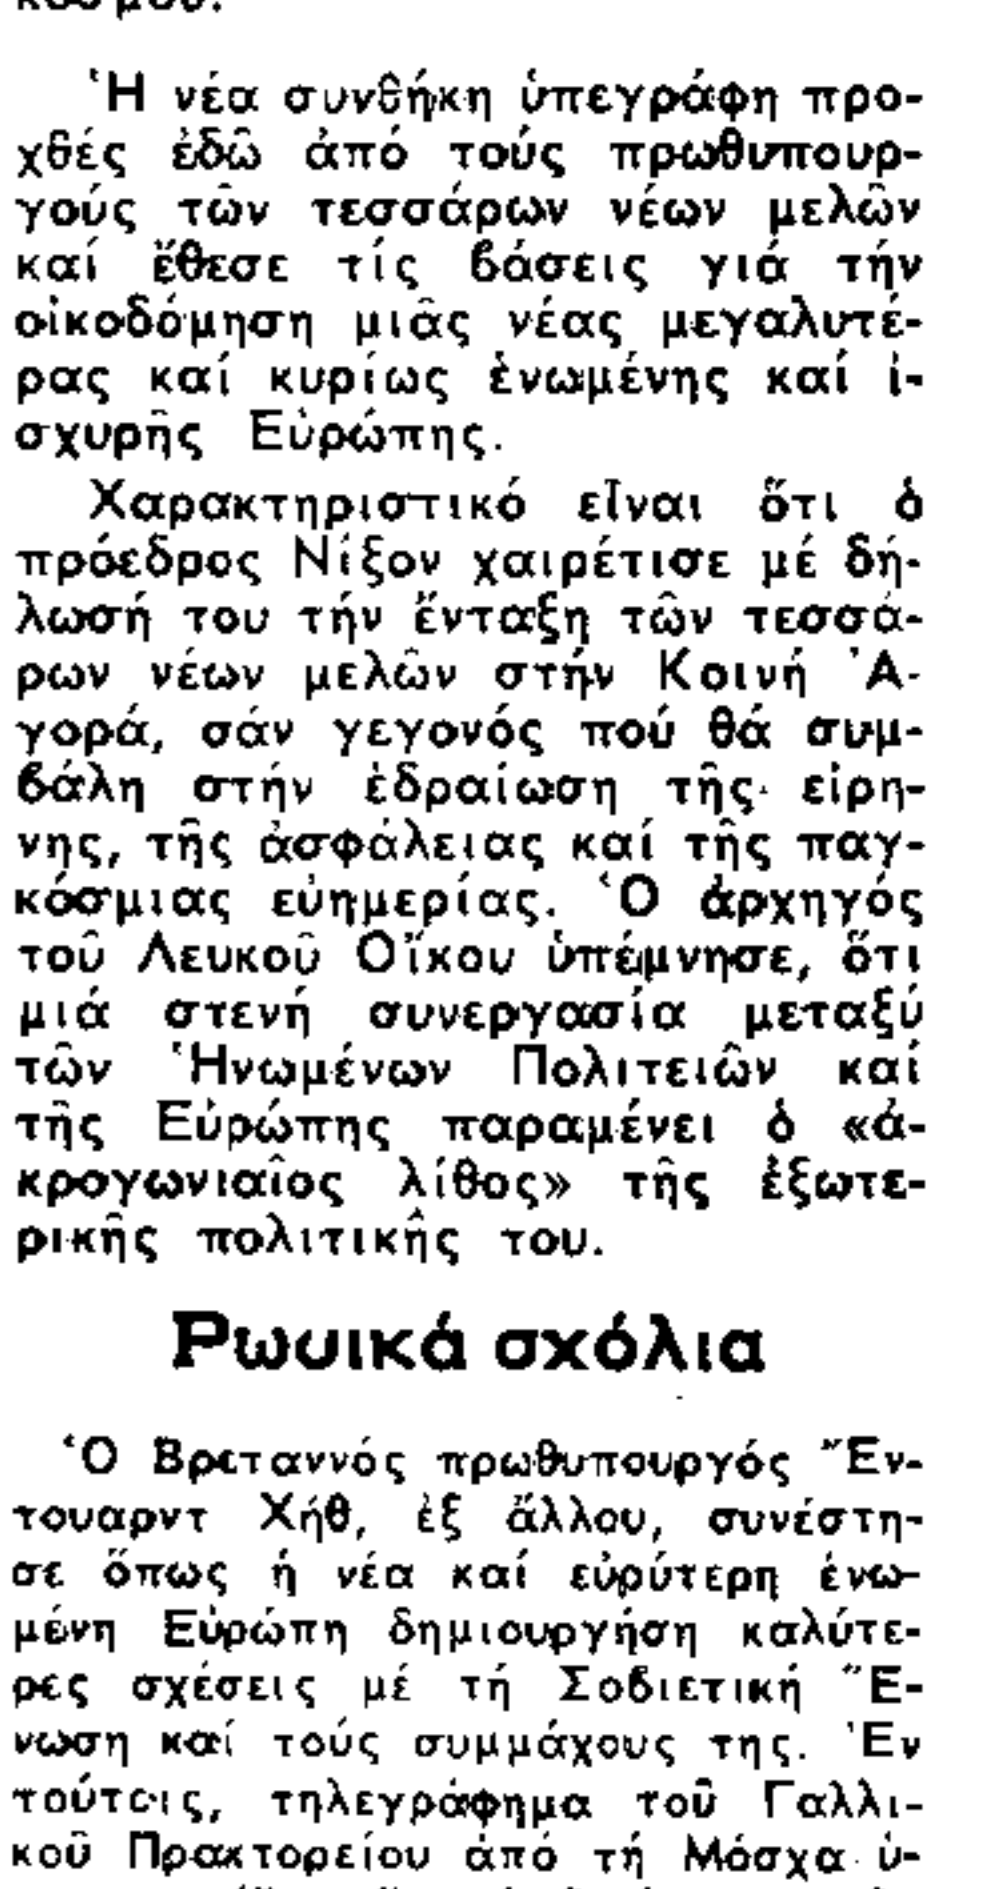 κόσμου.
Ἡ νέα συνθήκη ὑπεγράφη προ-
χθές ἐδῶ ἀπό τούς πρωθυπουρ-
γούς τῶν τεσσάρων νέων μελῶν
καί ἔθεσε τίς βάσεις γιά τήν
οἰκοδόμηση μιᾶς νέας μεγαλυτέ-
ρας καί κυρίως ἑνωμένης καί ἰ-
σχυρῆς Εὐρώπης.
Χαρακτηριστικό εἶναι ὅτι ὁ
πρόεδρος Νίξον χαιρέτισε μέ δή-
λωσή του τήν ἔνταξη τῶν τεσσά-
ρων νέων μελῶν στήν Κοινή Ἀ-
γορά, σάν γεγονός πού θά συμ-
βάλη στήν ἑδραίωση τῆς εἰρη-
νης, τῆς ἀσφάλειας καί τῆς παγ-
κόσμιας εὐημερίας. Ὁ ἀρχηγός
τοῦ Λευκοῦ Οἴκου ὑπέμνησε, ὅτι
μιά στενή συνεργασία μεταξύ
τῶν Ἡνωμένων Πολιτειῶν καί
τῆς Εὐρώπης παραμένει ὁ «ἀ-
κρογωνιαῖος λίθος» τῆς ἐξωτε-
ρικῆς πολιτικῆς του.
Ρωσικά σχόλια
Ὁ Βρεταννός πρωθυπουργός Ἔν-
τουαρντ Χήθ, ἐξ ἄλλου, συνέστη-
σε ὅπως ἡ νέα καί εὐρύτερη ἑνω-
μένη Εὐρώπη δημιουργήση καλύτε-
ρες σχέσεις μέ τή Σοβιετική Ἕ-
νωση καί τούς συμμάχους της. Ἐν
τούτοις, τηλεγράφημα τοῦ Γαλλι-
κοῦ Πρακτορείου ἀπό τή Μόσχα ὑ-